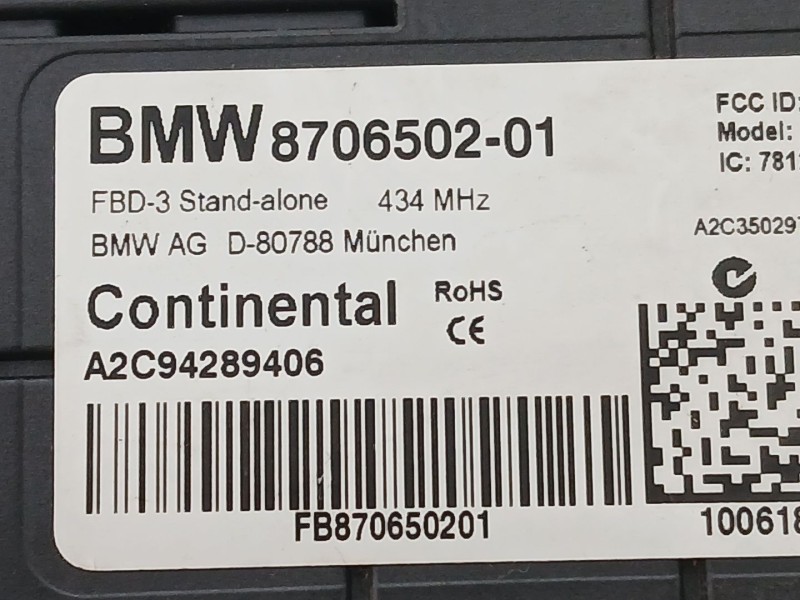 BMW 8706502-01
FBD-3 Stand-alone 434 MHz
BMW AG D-80788 München
Continental RoHS
CE
A2C94289406
FB870650201
FCC ID:
Model:
IC: 781
A2C350297
100618